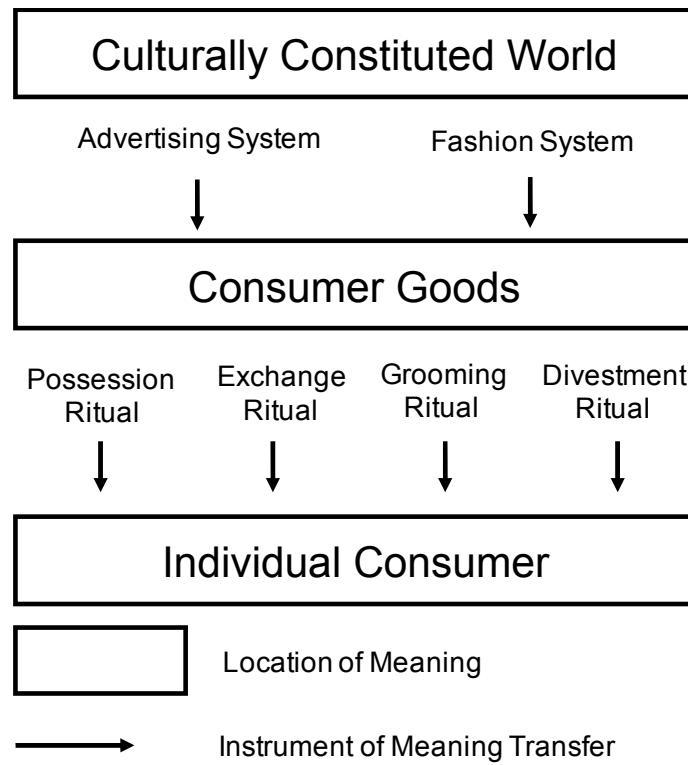 Culturally Constituted World
Advertising System Fashion System
Consumer Goods
Possession Exchange Grooming Divestment
Ritual Ritual Ritual Ritual
Individual Consumer
Location of Meaning
Instrument of Meaning Transfer